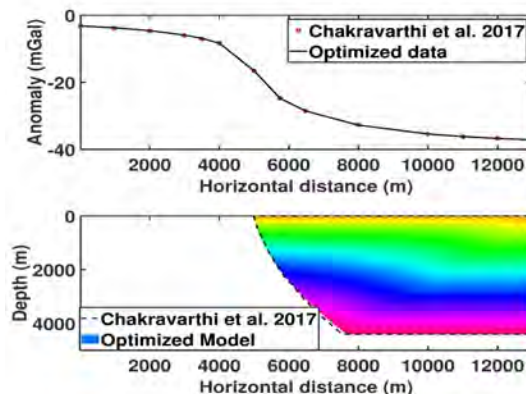 0
-20
-40
Anomaly (mGal)
Chakravarthi et al. 2017
Optimized data
2000 4000 6000 8000 10000 12000
Horizontal distance (m)
0
2000
4000
Depth (m)
Chakravarthi et al. 2017
Optimized Model
2000 4000 6000 8000 10000 12000
Horizontal distance (m)